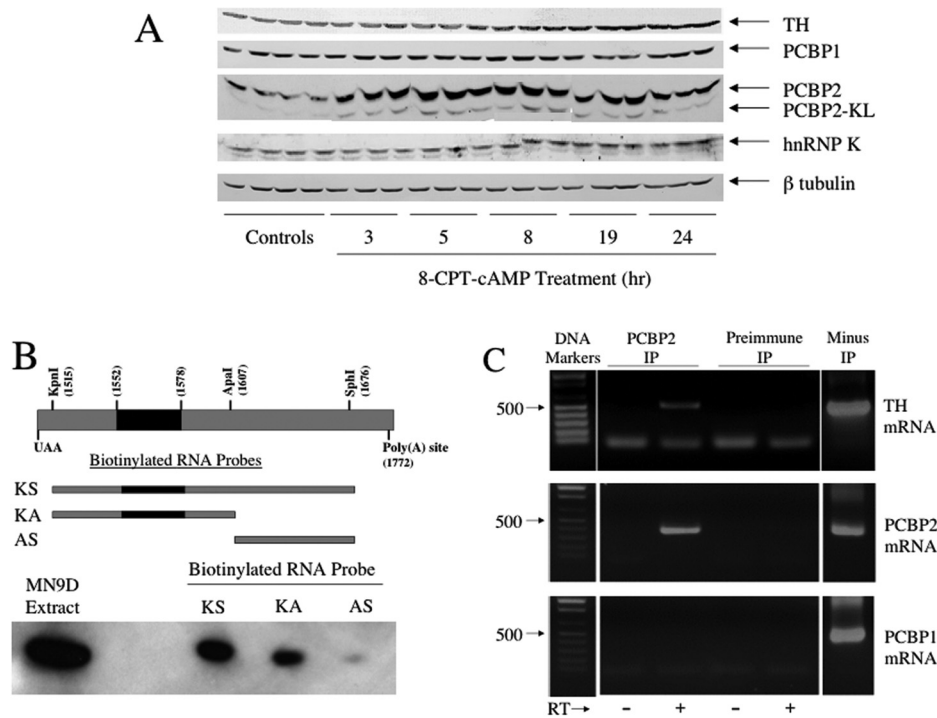 A
TH
PCBP1
PCBP2
PCBP2-KL
hnRNP K
β tubulin
Controls 3 5 8 19 24
8-CPT-cAMP Treatment (hr)
B
KpnI (1515)
(1552)
(1578)
ApaI (1607)
SphI (1676)
UAA
Poly(A) site (1772)
Biotinylated RNA Probes
KS
KA
AS
Biotinylated RNA Probe
MN9D Extract
KS KA AS
C
DNA Markers
PCBP2 IP
Preimmune IP
Minus IP
500
TH mRNA
500
PCBP2 mRNA
500
PCBP1 mRNA
RT→ – + – +